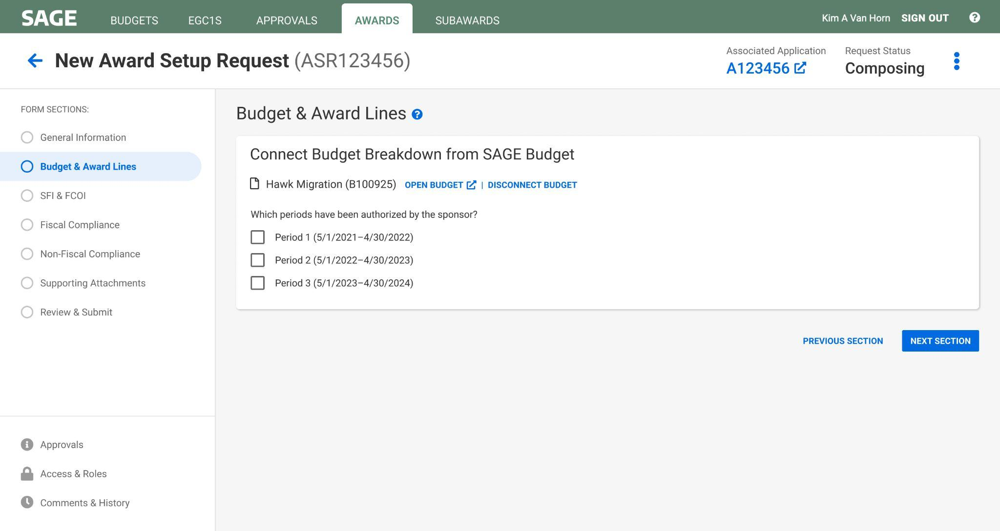 SAGE BUDGETS EGC1S APPROVALS AWARDS SUBAWARDS Kim A Van Horn SIGN OUT ?
New Award Setup Request (ASR123456)
Associated Application
A123456
Request Status
Composing
FORM SECTIONS:
General Information
Budget & Award Lines
SFI & FCOI
Fiscal Compliance
Non-Fiscal Compliance
Supporting Attachments
Review & Submit
Approvals
Access & Roles
Comments & History
Budget & Award Lines ?
Connect Budget Breakdown from SAGE Budget
Hawk Migration (B100925) OPEN BUDGET | DISCONNECT BUDGET
Which periods have been authorized by the sponsor?
Period 1 (5/1/2021–4/30/2022)
Period 2 (5/1/2022–4/30/2023)
Period 3 (5/1/2023–4/30/2024)
PREVIOUS SECTION NEXT SECTION